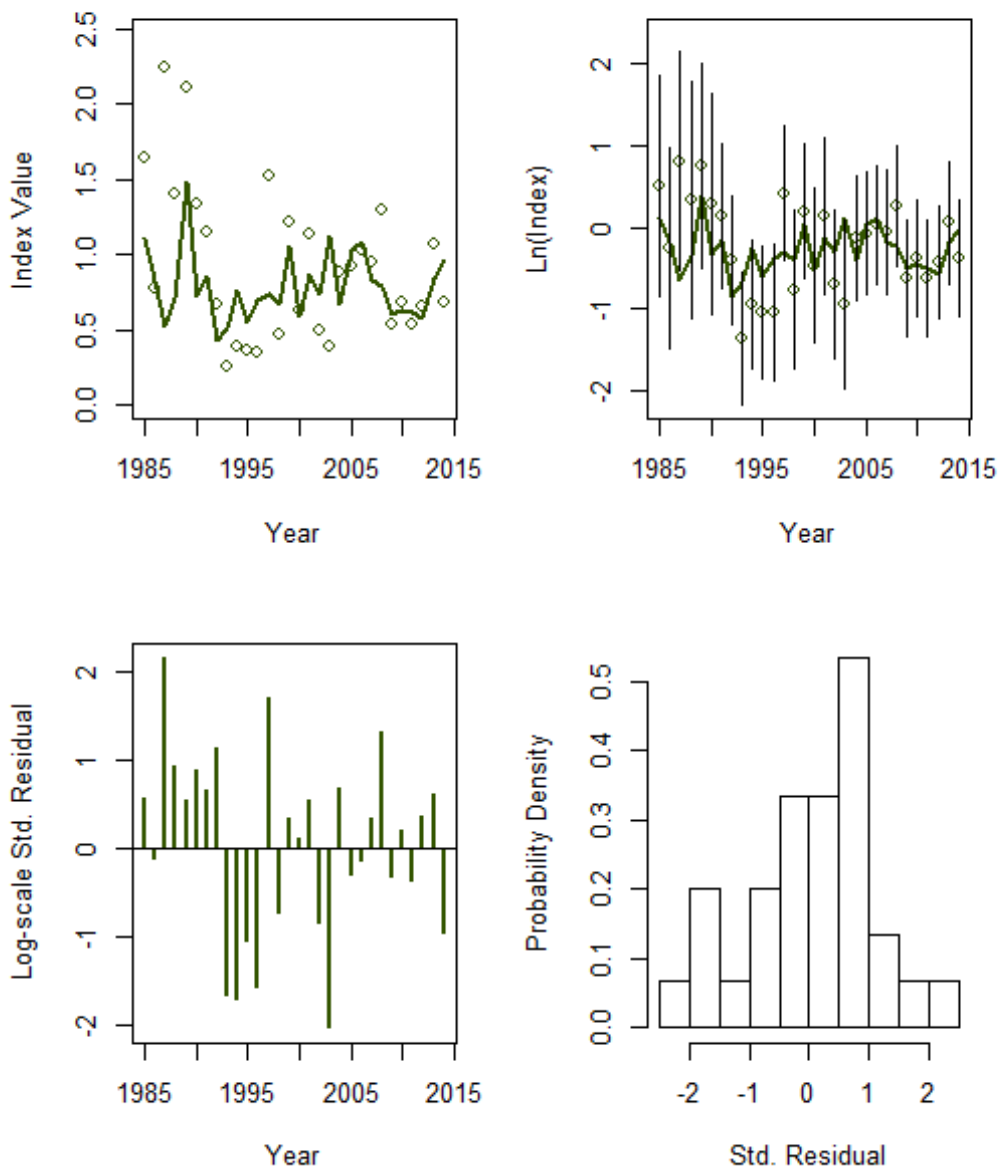 Index Value
0.0 0.5 1.0 1.5 2.0 2.5
1985 1995 2005 2015
Year
Ln(Index)
-2 -1 0 1 2
1985 1995 2005 2015
Year
Log-scale Std. Residual
-2 -1 0 1 2
1985 1995 2005 2015
Year
Probability Density
0.0 0.1 0.2 0.3 0.4 0.5
-2 -1 0 1 2
Std. Residual